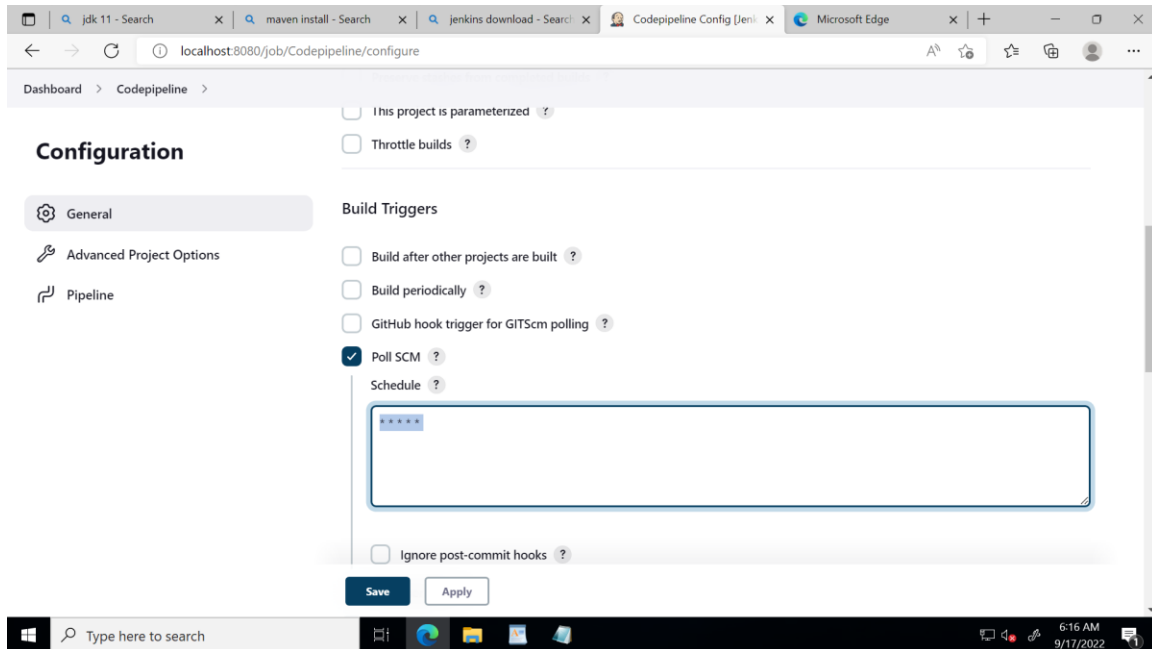 jdk 11 - Search
maven install - Search
jenkins download - Search
Codepipeline Config [Jenk
Microsoft Edge
localhost:8080/job/Codepipeline/configure
Dashboard > Codepipeline >
This project is parameterized ?
Throttle builds ?
Configuration
General
Advanced Project Options
Pipeline
Build Triggers
Build after other projects are built ?
Build periodically ?
GitHub hook trigger for GITScm polling ?
Poll SCM ?
Schedule ?
* * * * *
Ignore post-commit hooks ?
Save
Apply
Type here to search
6:16 AM
9/17/2022
1